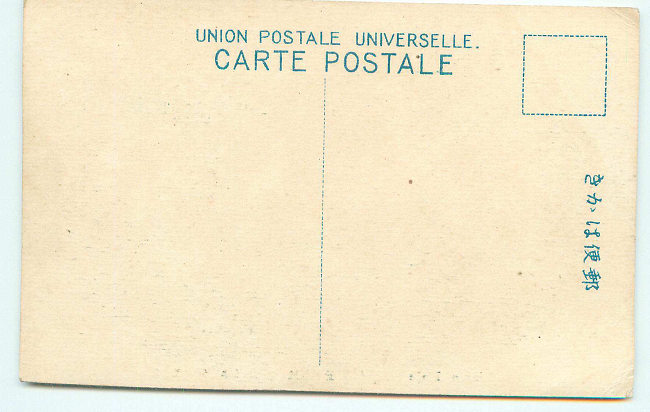 UNION POSTALE UNIVERSELLE.
CARTE POSTALE
郵便はかき